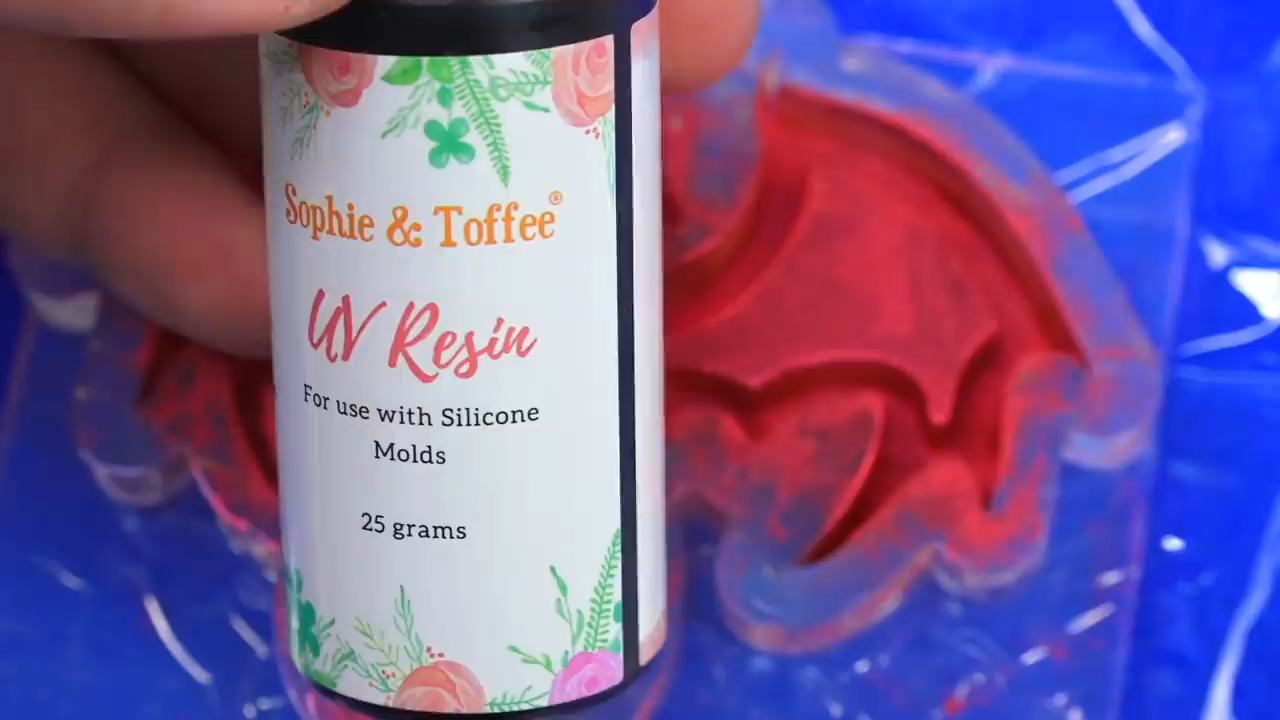 Sophie & Toffee®
UV Resin
For use with Silicone
Molds
25 grams